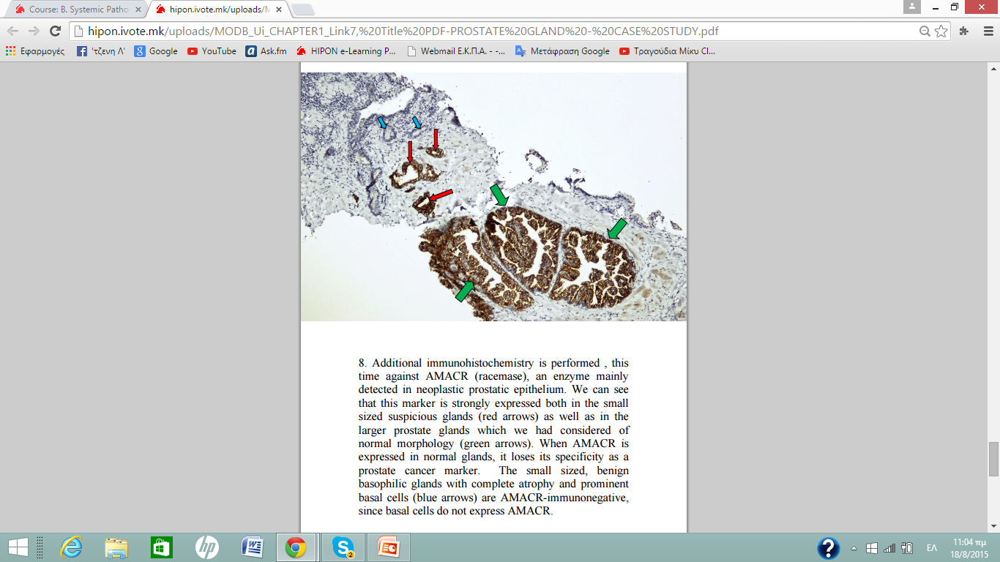 Course: B. Systemic Patho
hipon.ivote.mk/uploads/M
hipon.ivote.mk/uploads/MODB_Ui_CHAPTER1_Link7,%20Title%20PDF-PROSTATE%20GLAND%20-%20CASE%20STUDY.pdf
Εφαρμογές
'τζενη Λ'
Google
YouTube
Ask.fm
HIPON e-Learning P...
Webmail Ε.Κ.Π.Α. - -...
Μετάφραση Google
Τραγούδια Μίκυ Cl...
8. Additional immunohistochemistry is performed , this
time against AMACR (racemase), an enzyme mainly
detected in neoplastic prostatic epithelium. We can see
that this marker is strongly expressed both in the small
sized suspicious glands (red arrows) as well as in the
larger prostate glands which we had considered of
normal morphology (green arrows). When AMACR is
expressed in normal glands, it loses its specificity as a
prostate cancer marker. The small sized, benign
basophilic glands with complete atrophy and prominent
basal cells (blue arrows) are AMACR-immunonegative,
since basal cells do not express AMACR.
hp
2
ΕΛ
11:04 πμ
18/8/2015